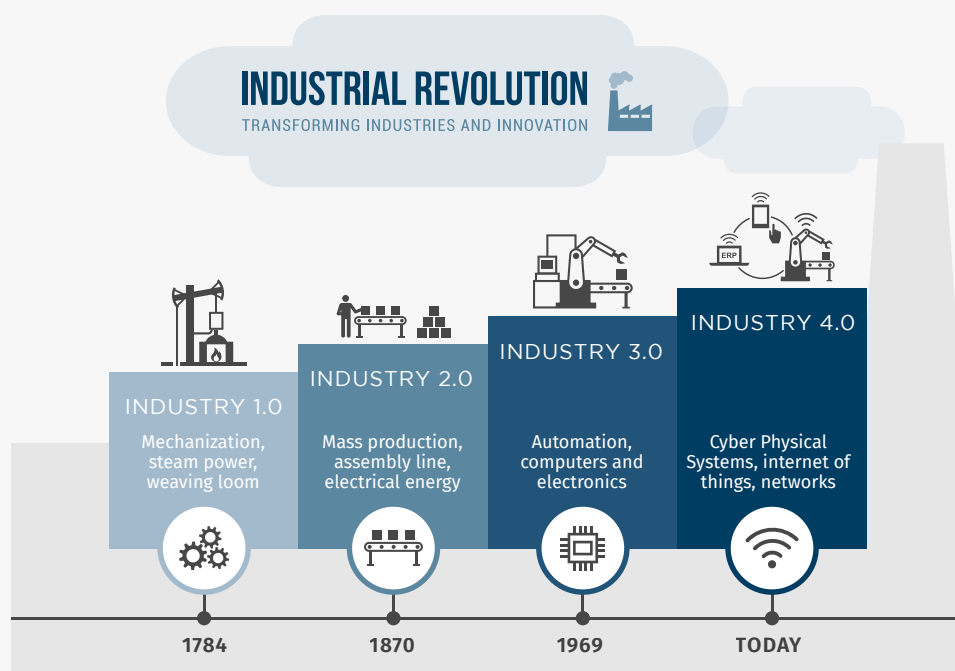 INDUSTRIAL REVOLUTION
TRANSFORMING INDUSTRIES AND INNOVATION
ERP
INDUSTRY 1.0
Mechanization,
steam power,
weaving loom
INDUSTRY 2.0
Mass production,
assembly line,
electrical energy
INDUSTRY 3.0
Automation,
computers and
electronics
INDUSTRY 4.0
Cyber Physical
Systems, internet of
things, networks
1784
1870
1969
TODAY